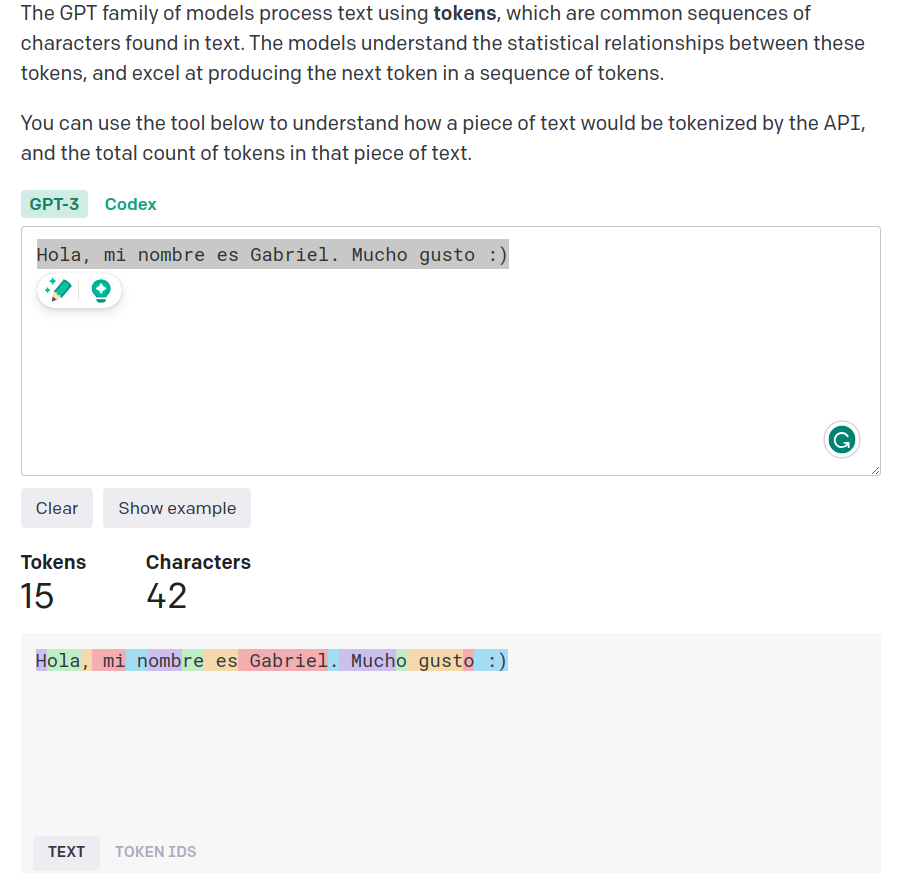 The GPT family of models process text using tokens, which are common sequences of
characters found in text. The models understand the statistical relationships between these
tokens, and excel at producing the next token in a sequence of tokens.
You can use the tool below to understand how a piece of text would be tokenized by the API,
and the total count of tokens in that piece of text.
GPT-3 Codex
Hola, mi nombre es Gabriel. Mucho gusto :)
Clear Show example
Tokens Characters
15 42
Hola, mi nombre es Gabriel. Mucho gusto :)
TEXT TOKEN IDS